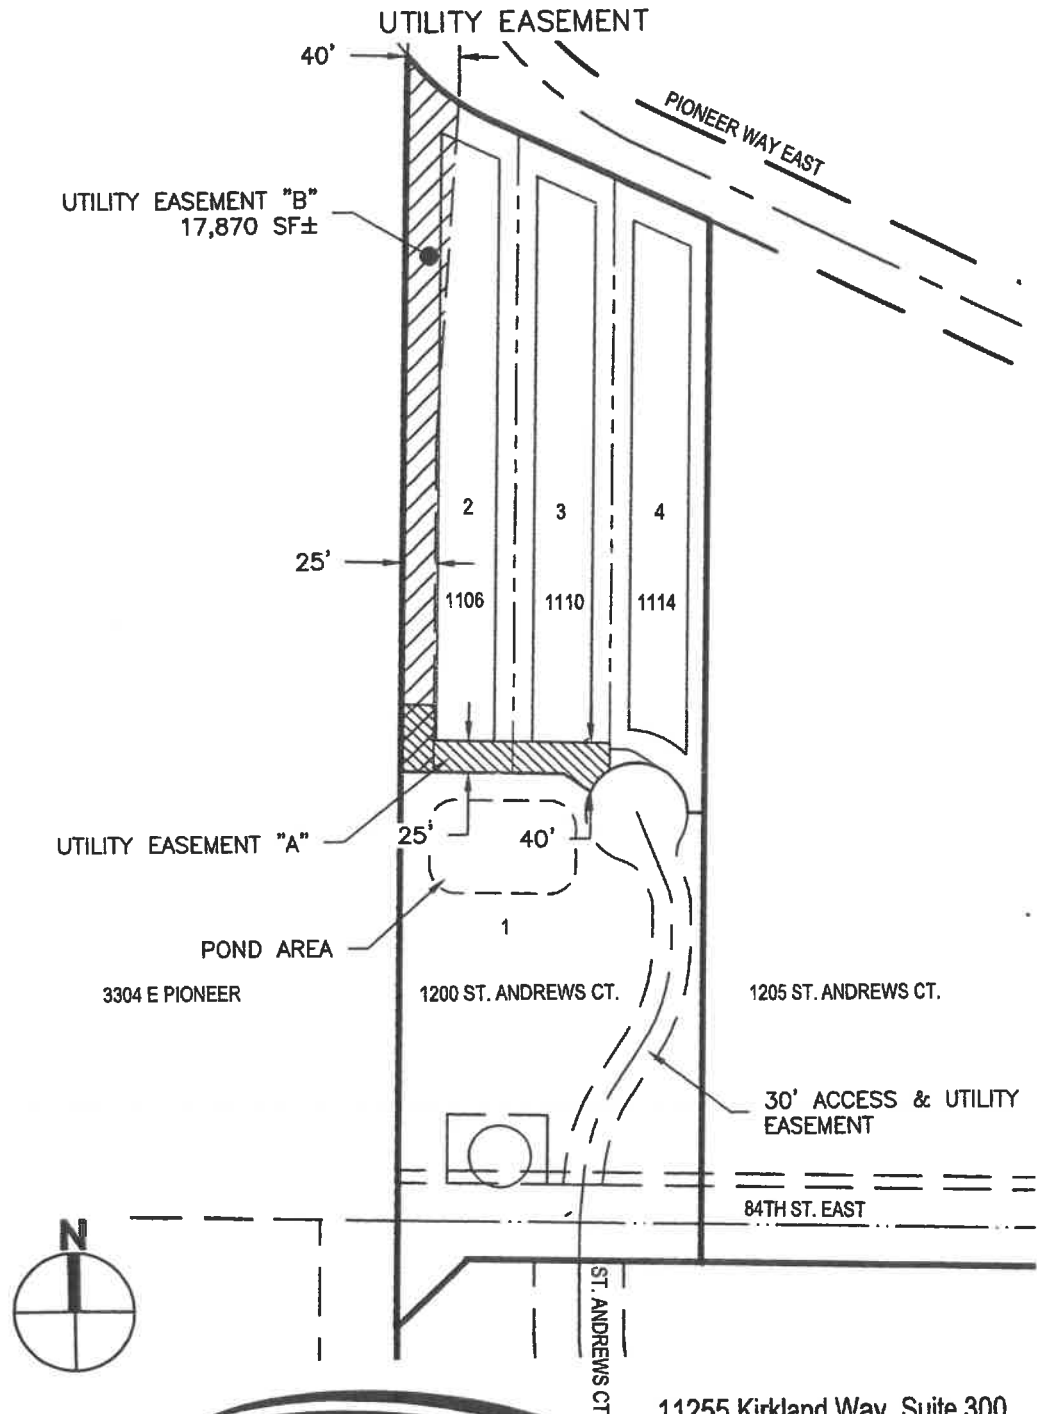 UTILITY EASEMENT
40'
PIONEER WAY EAST
UTILITY EASEMENT "B"
17,870 SF±
2
3
4
25'
1106
1110
1114
UTILITY EASEMENT "A"
25'
40'
POND AREA
1
3304 E PIONEER
1200 ST. ANDREWS CT.
1205 ST. ANDREWS CT.
30' ACCESS & UTILITY
EASEMENT
84TH ST. EAST
N
ST. ANDREWS CT
11255 Kirkland Way, Suite 300